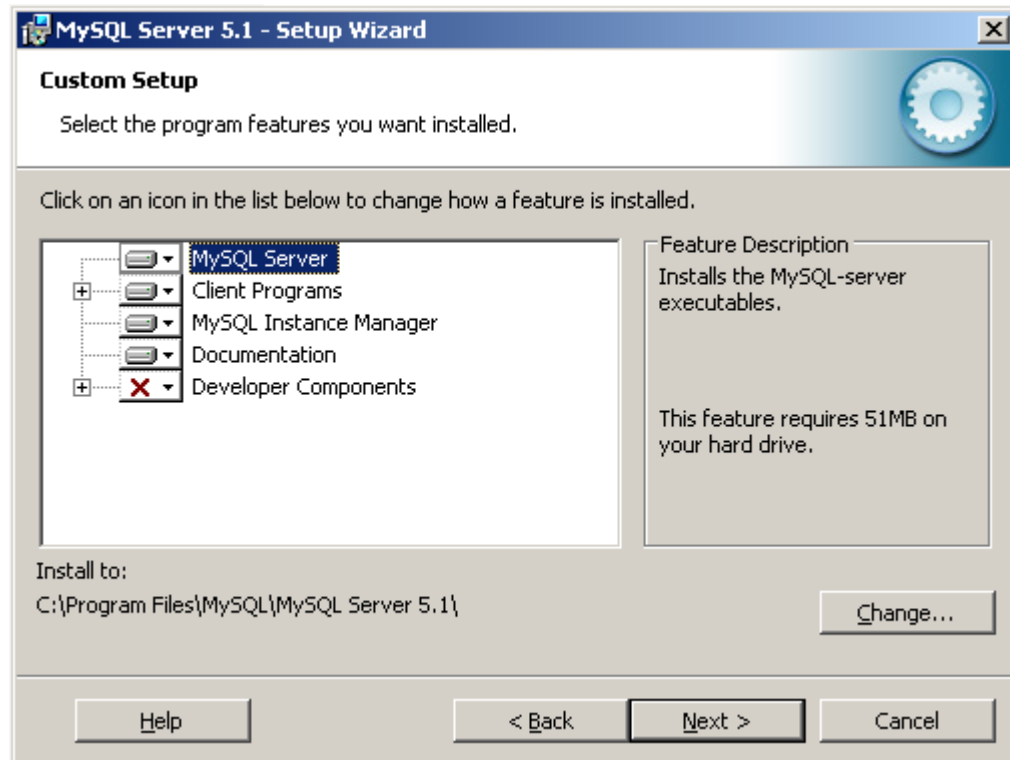 MySQL Server 5.1 - Setup Wizard
Custom Setup
Select the program features you want installed.
Click on an icon in the list below to change how a feature is installed.
MySQL Server
Client Programs
MySQL Instance Manager
Documentation
Developer Components
Feature Description
Installs the MySQL-server
executables.
This feature requires 51MB on
your hard drive.
Install to:
C:\Program Files\MySQL\MySQL Server 5.1\
Change...
Help
< Back
Next >
Cancel